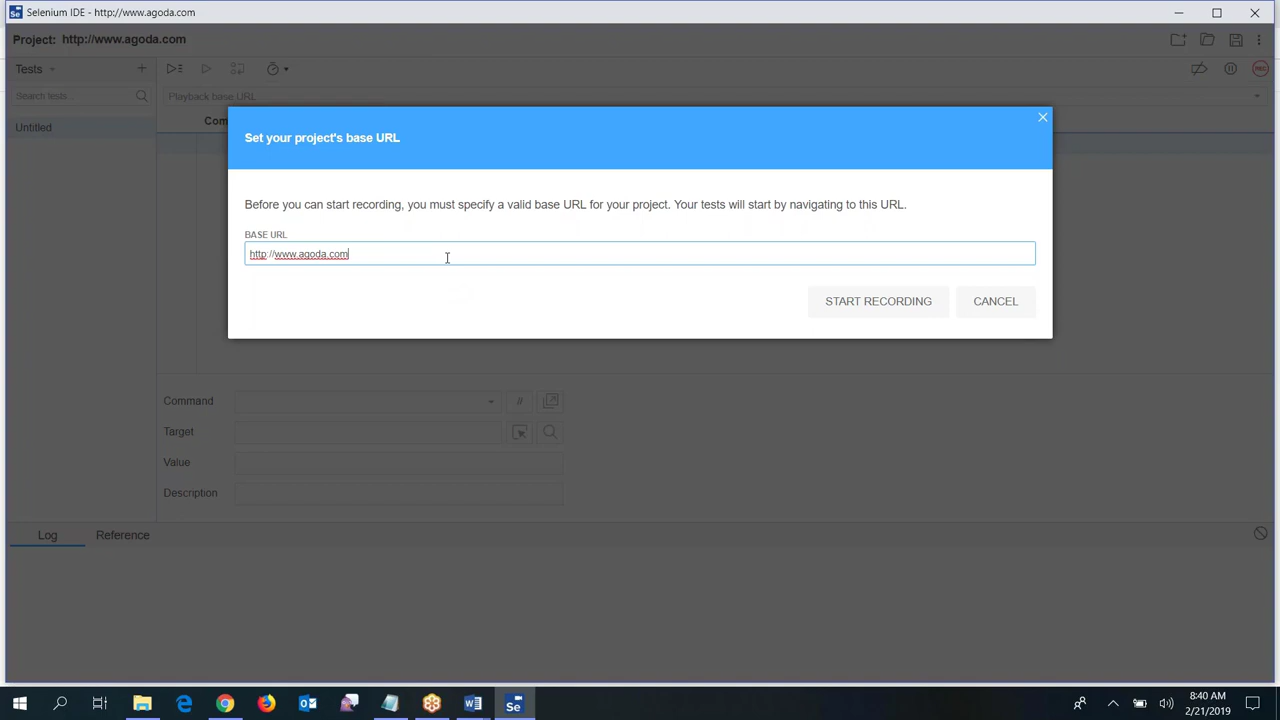 Selenium IDE - http://www.agoda.com
Project: http://www.agoda.com
Tests
Search tests...
Playback base URL
Untitled
Com
Set your project's base URL
Before you can start recording, you must specify a valid base URL for your project. Your tests will start by navigating to this URL.
BASE URL
http://www.agoda.com
START RECORDING
CANCEL
Command
//
Target
Value
Description
Log
Reference
REC
8:40 AM
2/21/2019